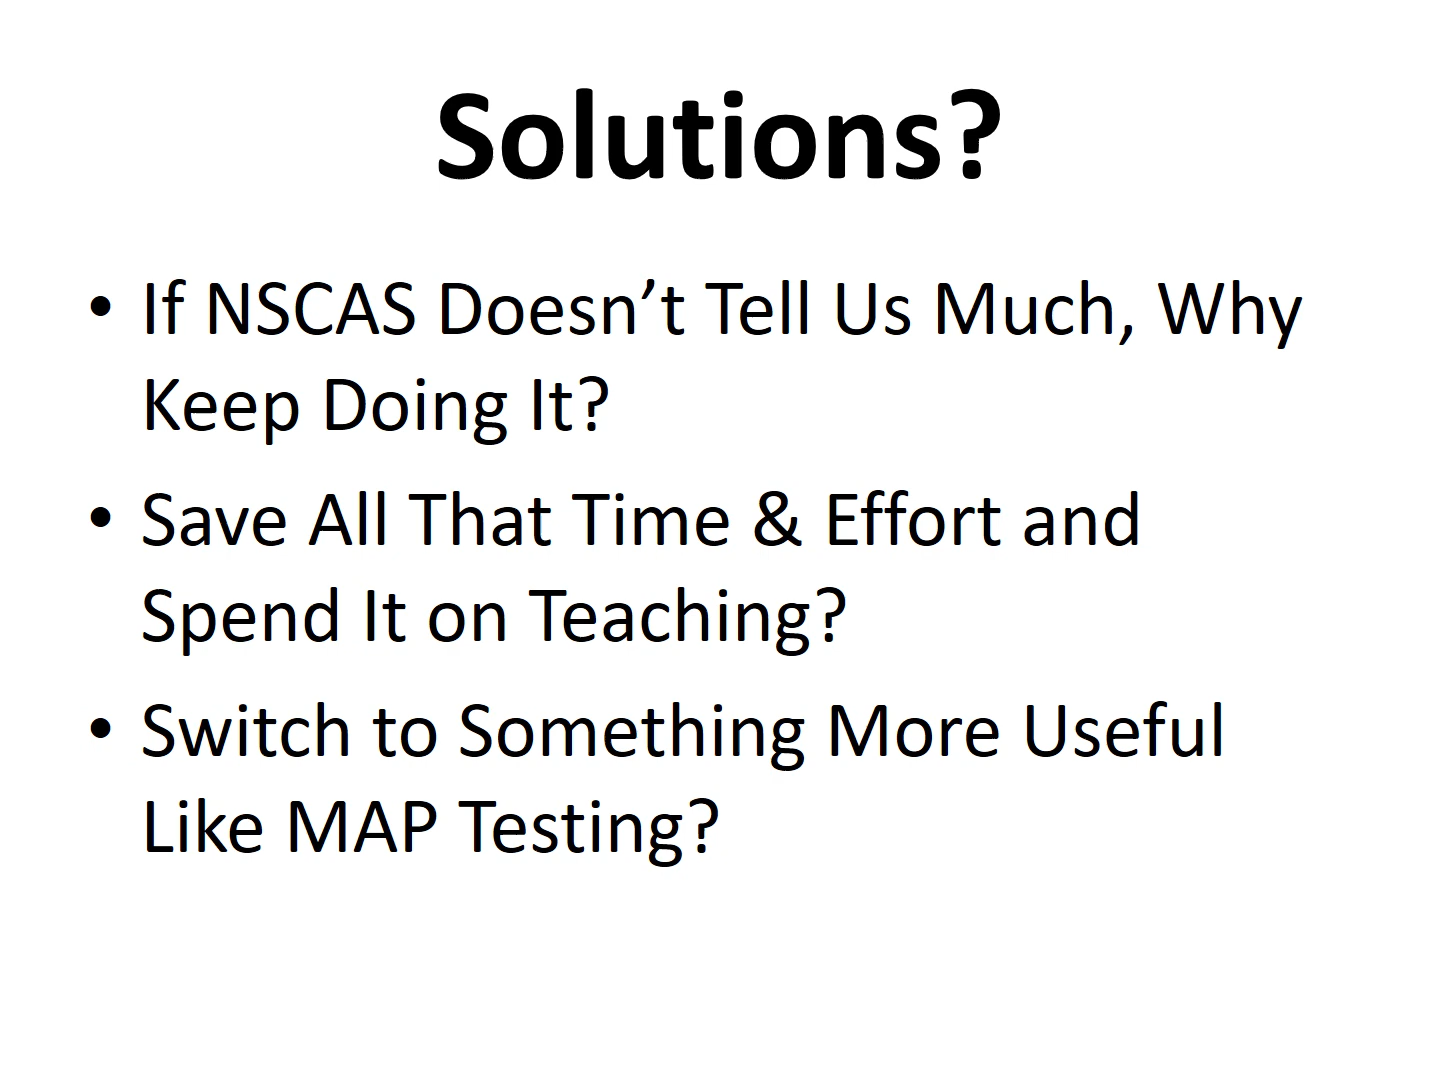 Solutions?
• If NSCAS Doesn’t Tell Us Much, Why
Keep Doing It?
• Save All That Time & Effort and
Spend It on Teaching?
• Switch to Something More Useful
Like MAP Testing?